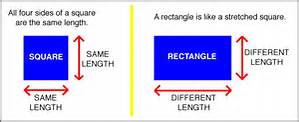 All four sides of a square
are the same length.
SQUARE
SAME
LENGTH
SAME
LENGTH
A rectangle is like a stretched square.
RECTANGLE
DIFFERENT
LENGTH
DIFFERENT
LENGTH